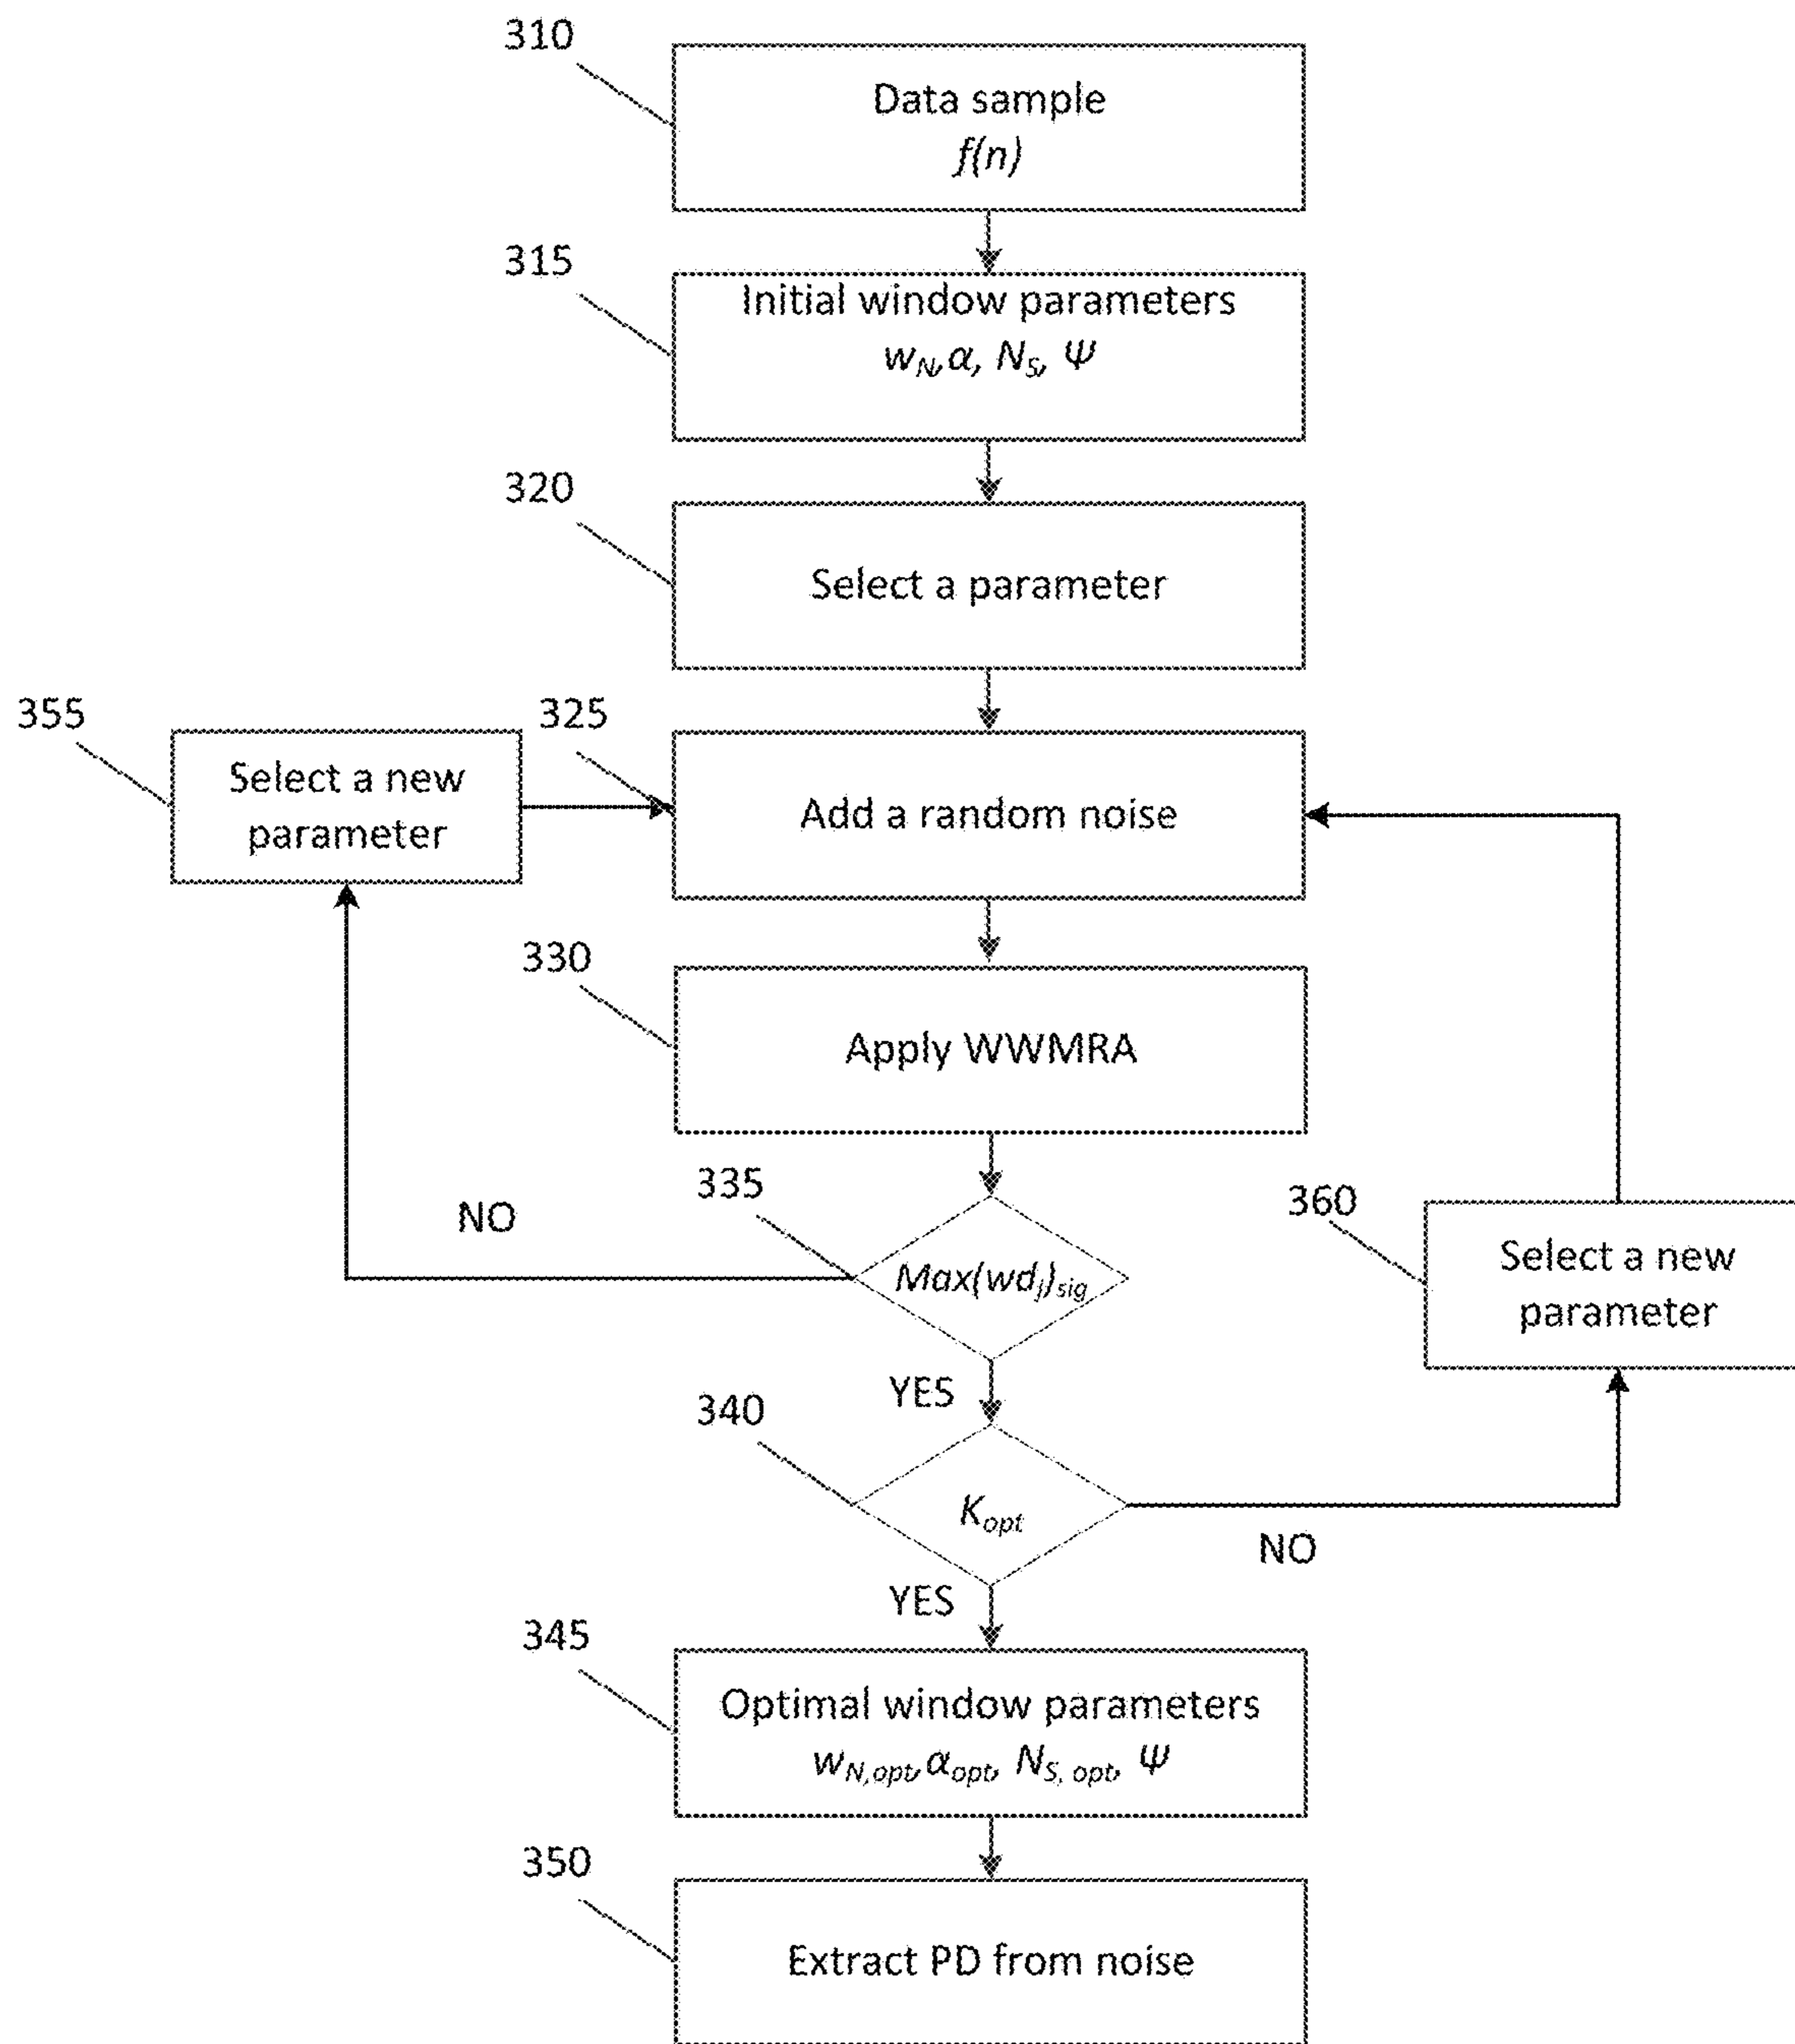 310
Data sample
f(n)
315
Initial window parameters
w_N, α, N_S, Ψ
320
Select a parameter
355
325
Select a new
parameter
Add a random noise
330
Apply WWMRA
335
NO
Max(wd_j)_sig
360
Select a new
parameter
YES
340
K_opt
NO
YES
345
Optimal window parameters
w_N,opt, α_opt, N_S, opt, Ψ
350
Extract PD from noise